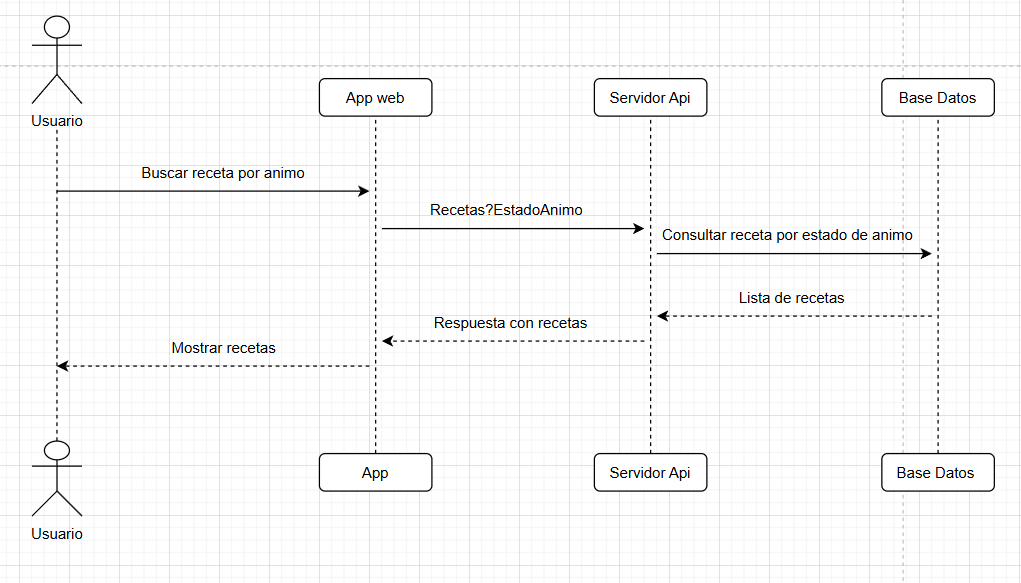 Usuario
App web
Servidor Api
Base Datos
Buscar receta por animo
Recetas?EstadoAnimo
Consultar receta por estado de animo
Lista de recetas
Respuesta con recetas
Mostrar recetas
App
Servidor Api
Base Datos
Usuario